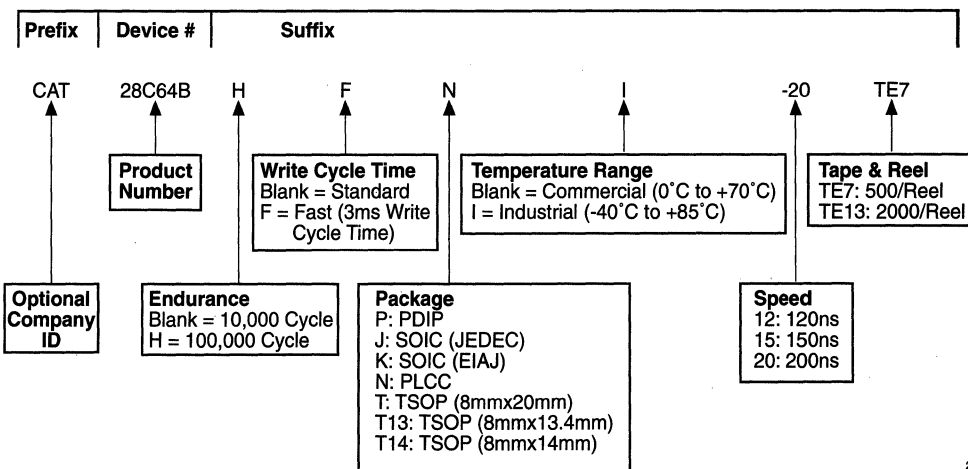 Prefix Device # Suffix
CAT 28C64B H F N I -20 TE7
Product
Number
Write Cycle Time
Blank = Standard
F = Fast (3ms Write
Cycle Time)
Temperature Range
Blank = Commercial (0˚C to +70˚C)
I = Industrial (-40˚C to +85˚C)
Tape & Reel
TE7: 500/Reel
TE13: 2000/Reel
Optional
Company
ID
Endurance
Blank = 10,000 Cycle
H = 100,000 Cycle
Package
P: PDIP
J: SOIC (JEDEC)
K: SOIC (EIAJ)
N: PLCC
T: TSOP (8mmx20mm)
T13: TSOP (8mmx13.4mm)
T14: TSOP (8mmx14mm)
Speed
12: 120ns
15: 150ns
20: 200ns